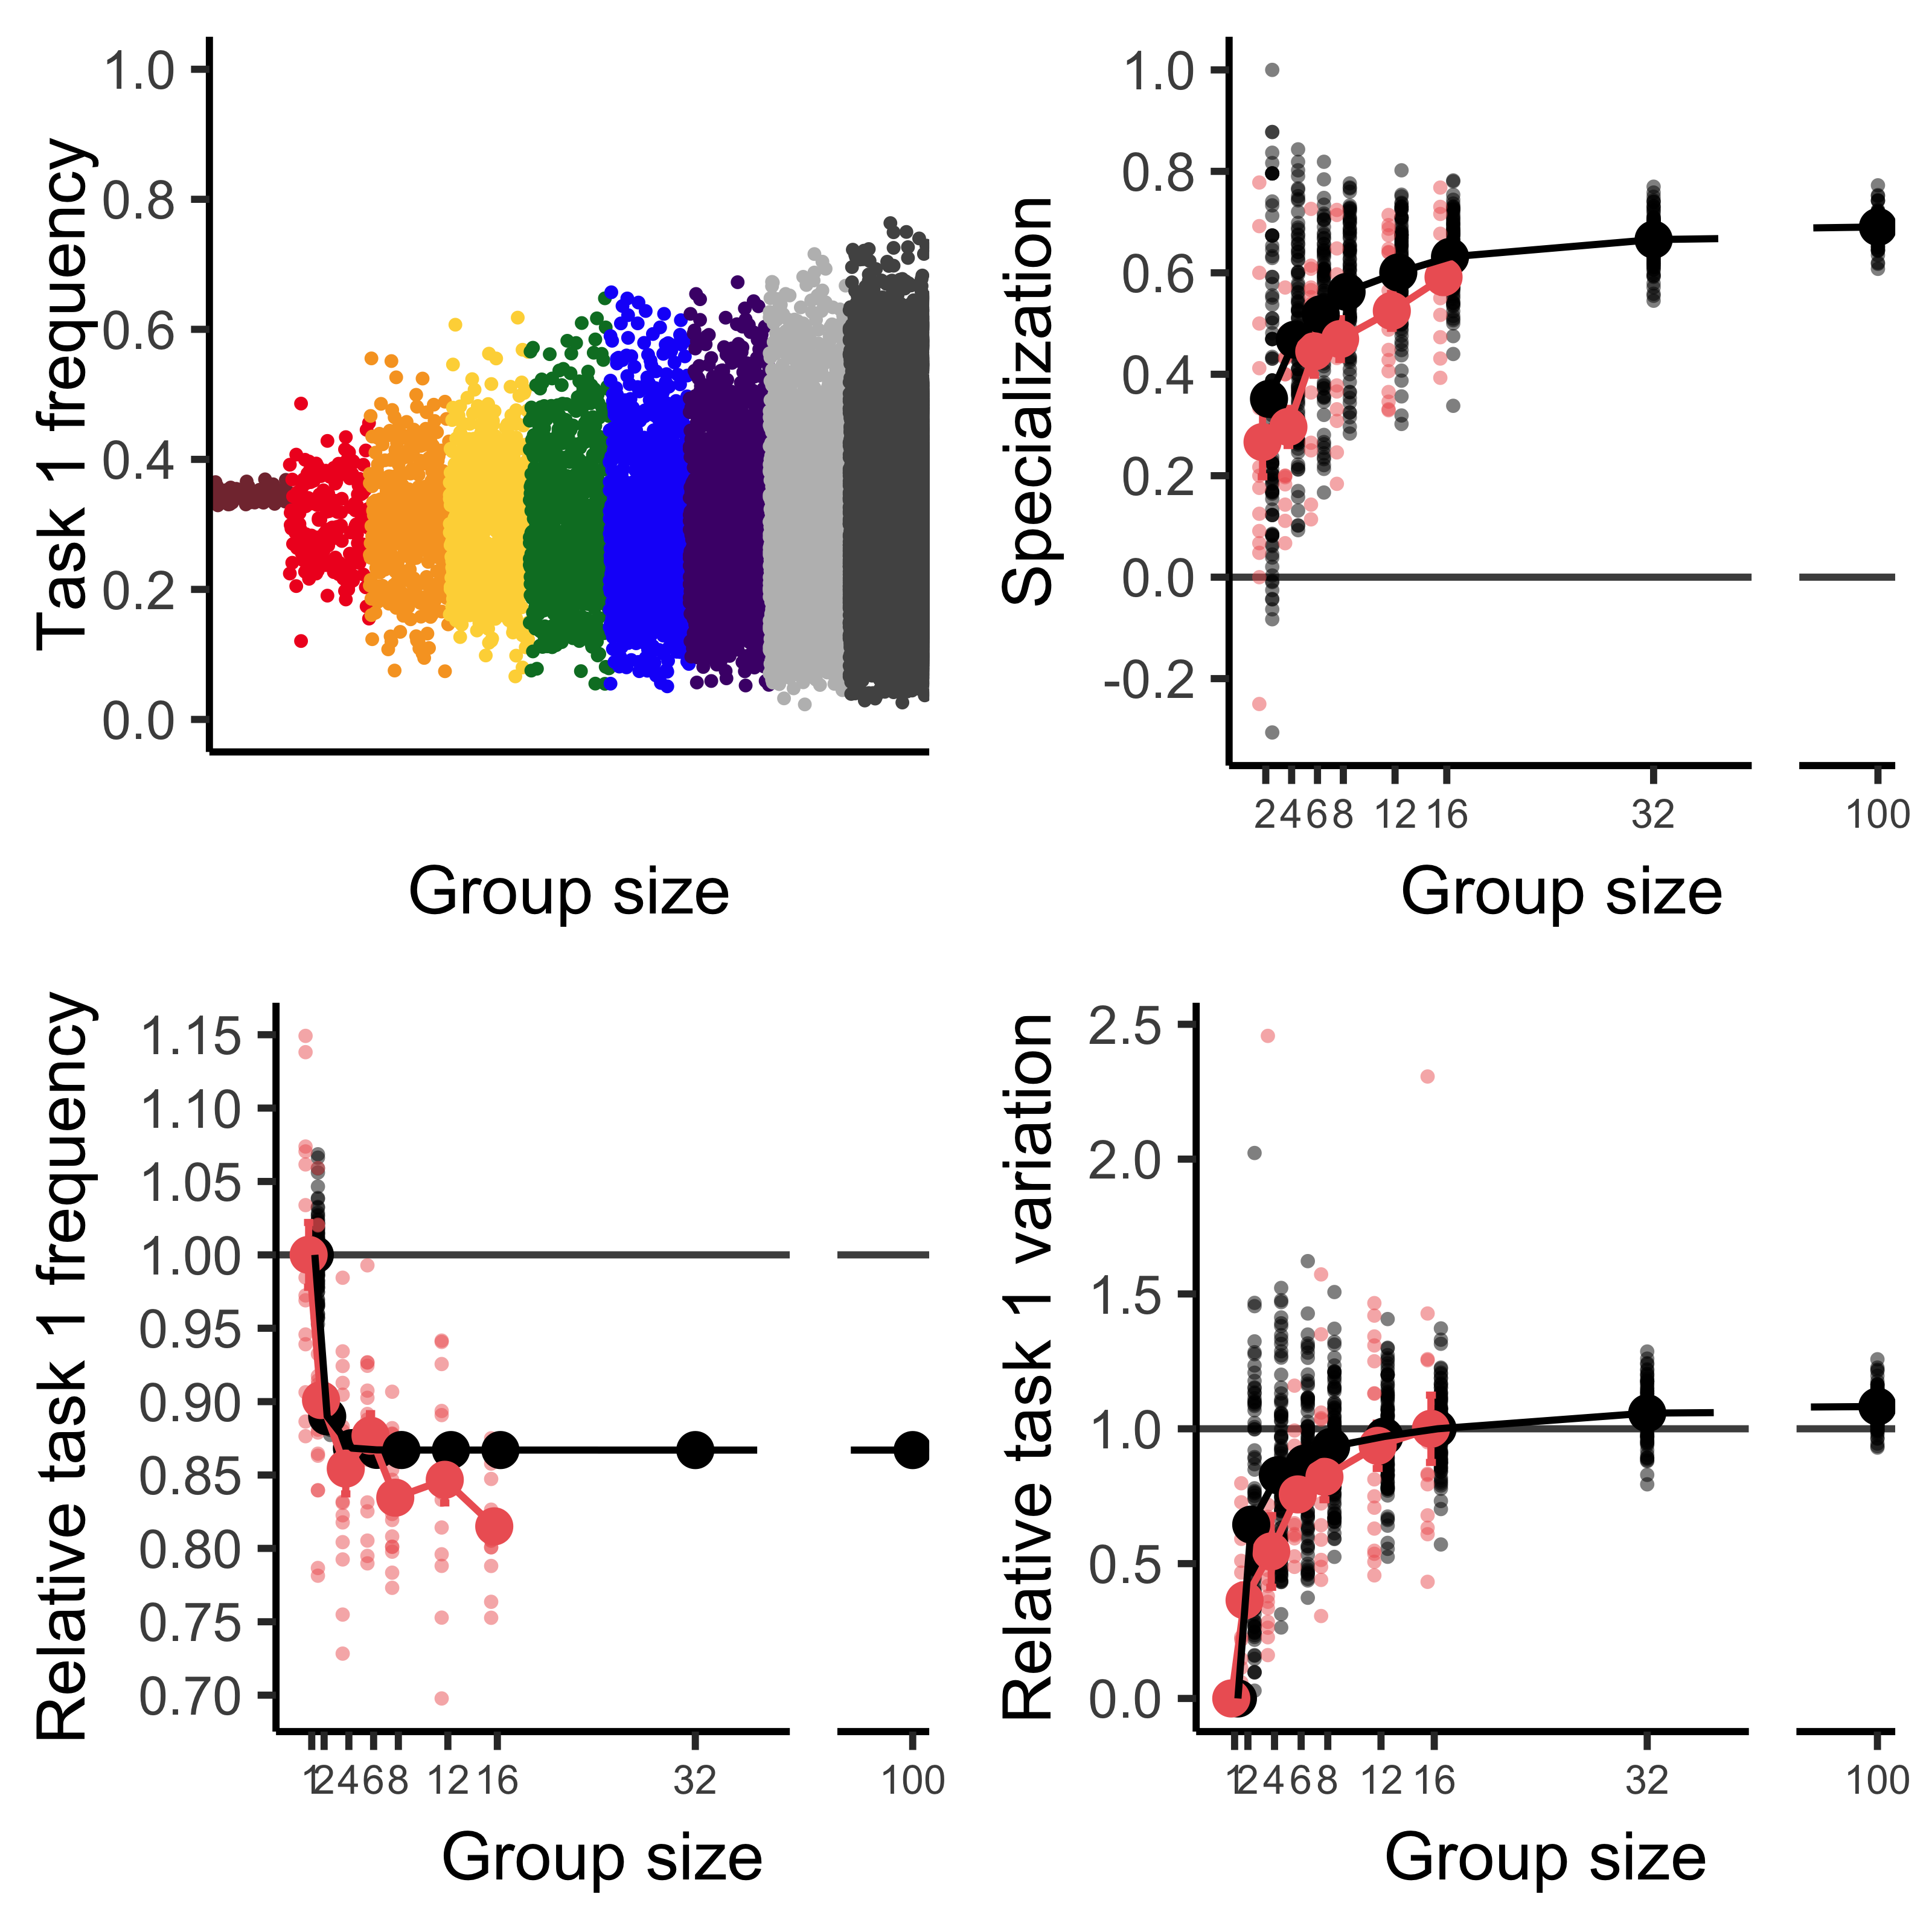 Task 1 frequency
1.0
0.8
0.6
0.4
0.2
0.0
Group size
Specialization
1.0
0.8
0.6
0.4
0.2
0.0
-0.2
2 4 6 8 12 16 32 100
Group size
Relative task 1 frequency
1.15
1.10
1.05
1.00
0.95
0.90
0.85
0.80
0.75
0.70
1 2 4 6 8 12 16 32 100
Group size
Relative task 1 variation
2.5
2.0
1.5
1.0
0.5
0.0
1 2 4 6 8 12 16 32 100
Group size